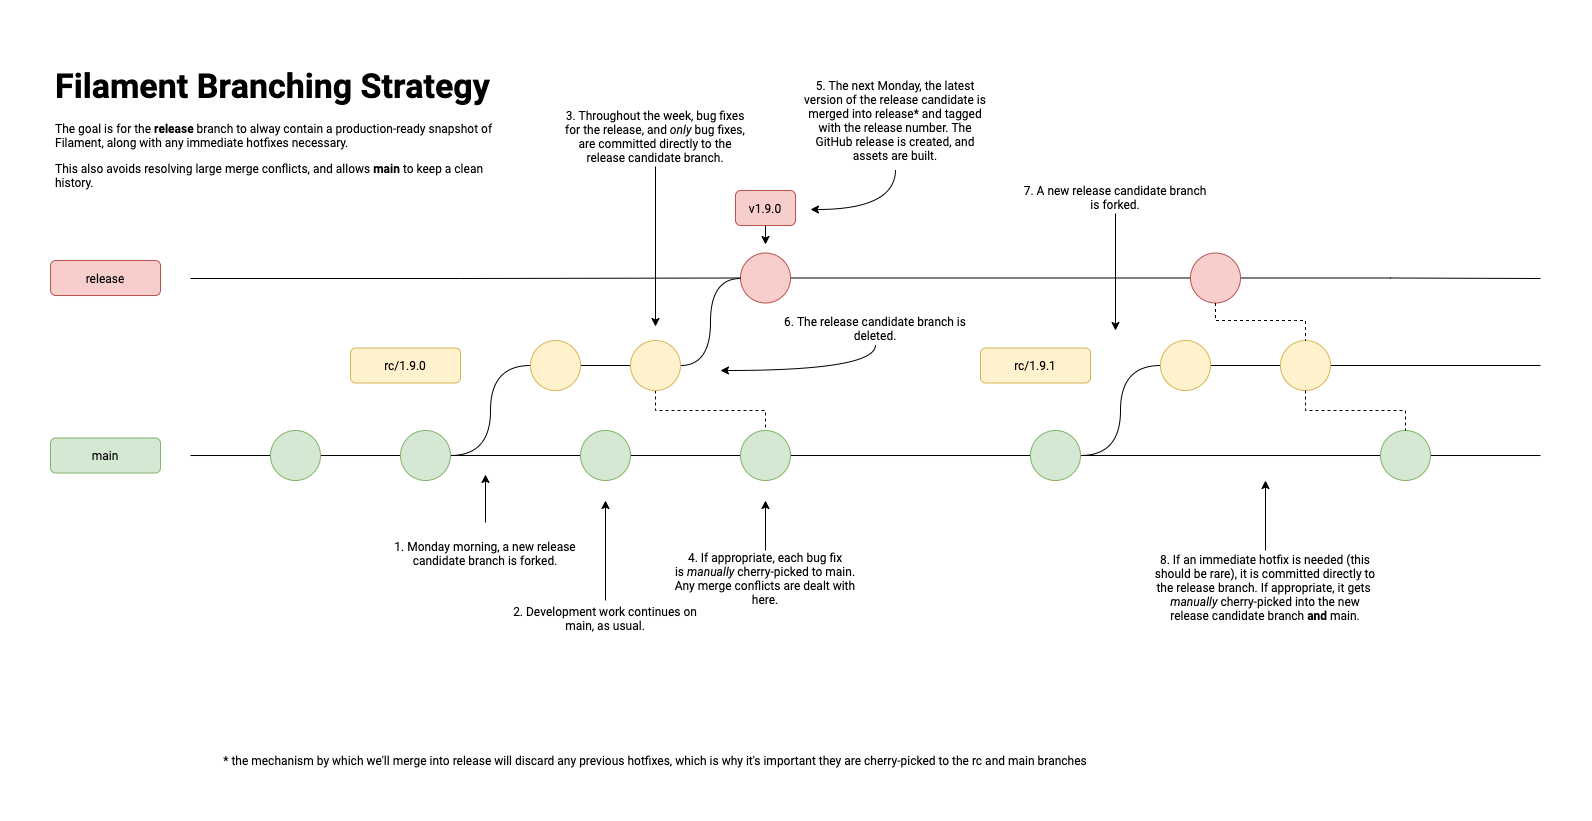 Filament Branching Strategy
The goal is for the release branch to alway contain a production-ready snapshot of
Filament, along with any immediate hotfixes necessary.
This also avoids resolving large merge conflicts, and allows main to keep a clean
history.
3. Throughout the week, bug fixes
for the release, and only bug fixes,
are committed directly to the
release candidate branch.
5. The next Monday, the latest
version of the release candidate is
merged into release* and tagged
with the release number. The
GitHub release is created, and
assets are built.
v1.9.0
7. A new release candidate branch
is forked.
release
6. The release candidate branch is
deleted.
rc/1.9.0
rc/1.9.1
main
1. Monday morning, a new release
candidate branch is forked.
2. Development work continues on
main, as usual.
4. If appropriate, each bug fix
is manually cherry-picked to main.
Any merge conflicts are dealt with
here.
8. If an immediate hotfix is needed (this
should be rare), it is committed directly to
the release branch. If appropriate, it gets
manually cherry-picked into the new
release candidate branch and main.
* the mechanism by which we'll merge into release will discard any previous hotfixes, which is why it's important they are cherry-picked to the rc and main branches